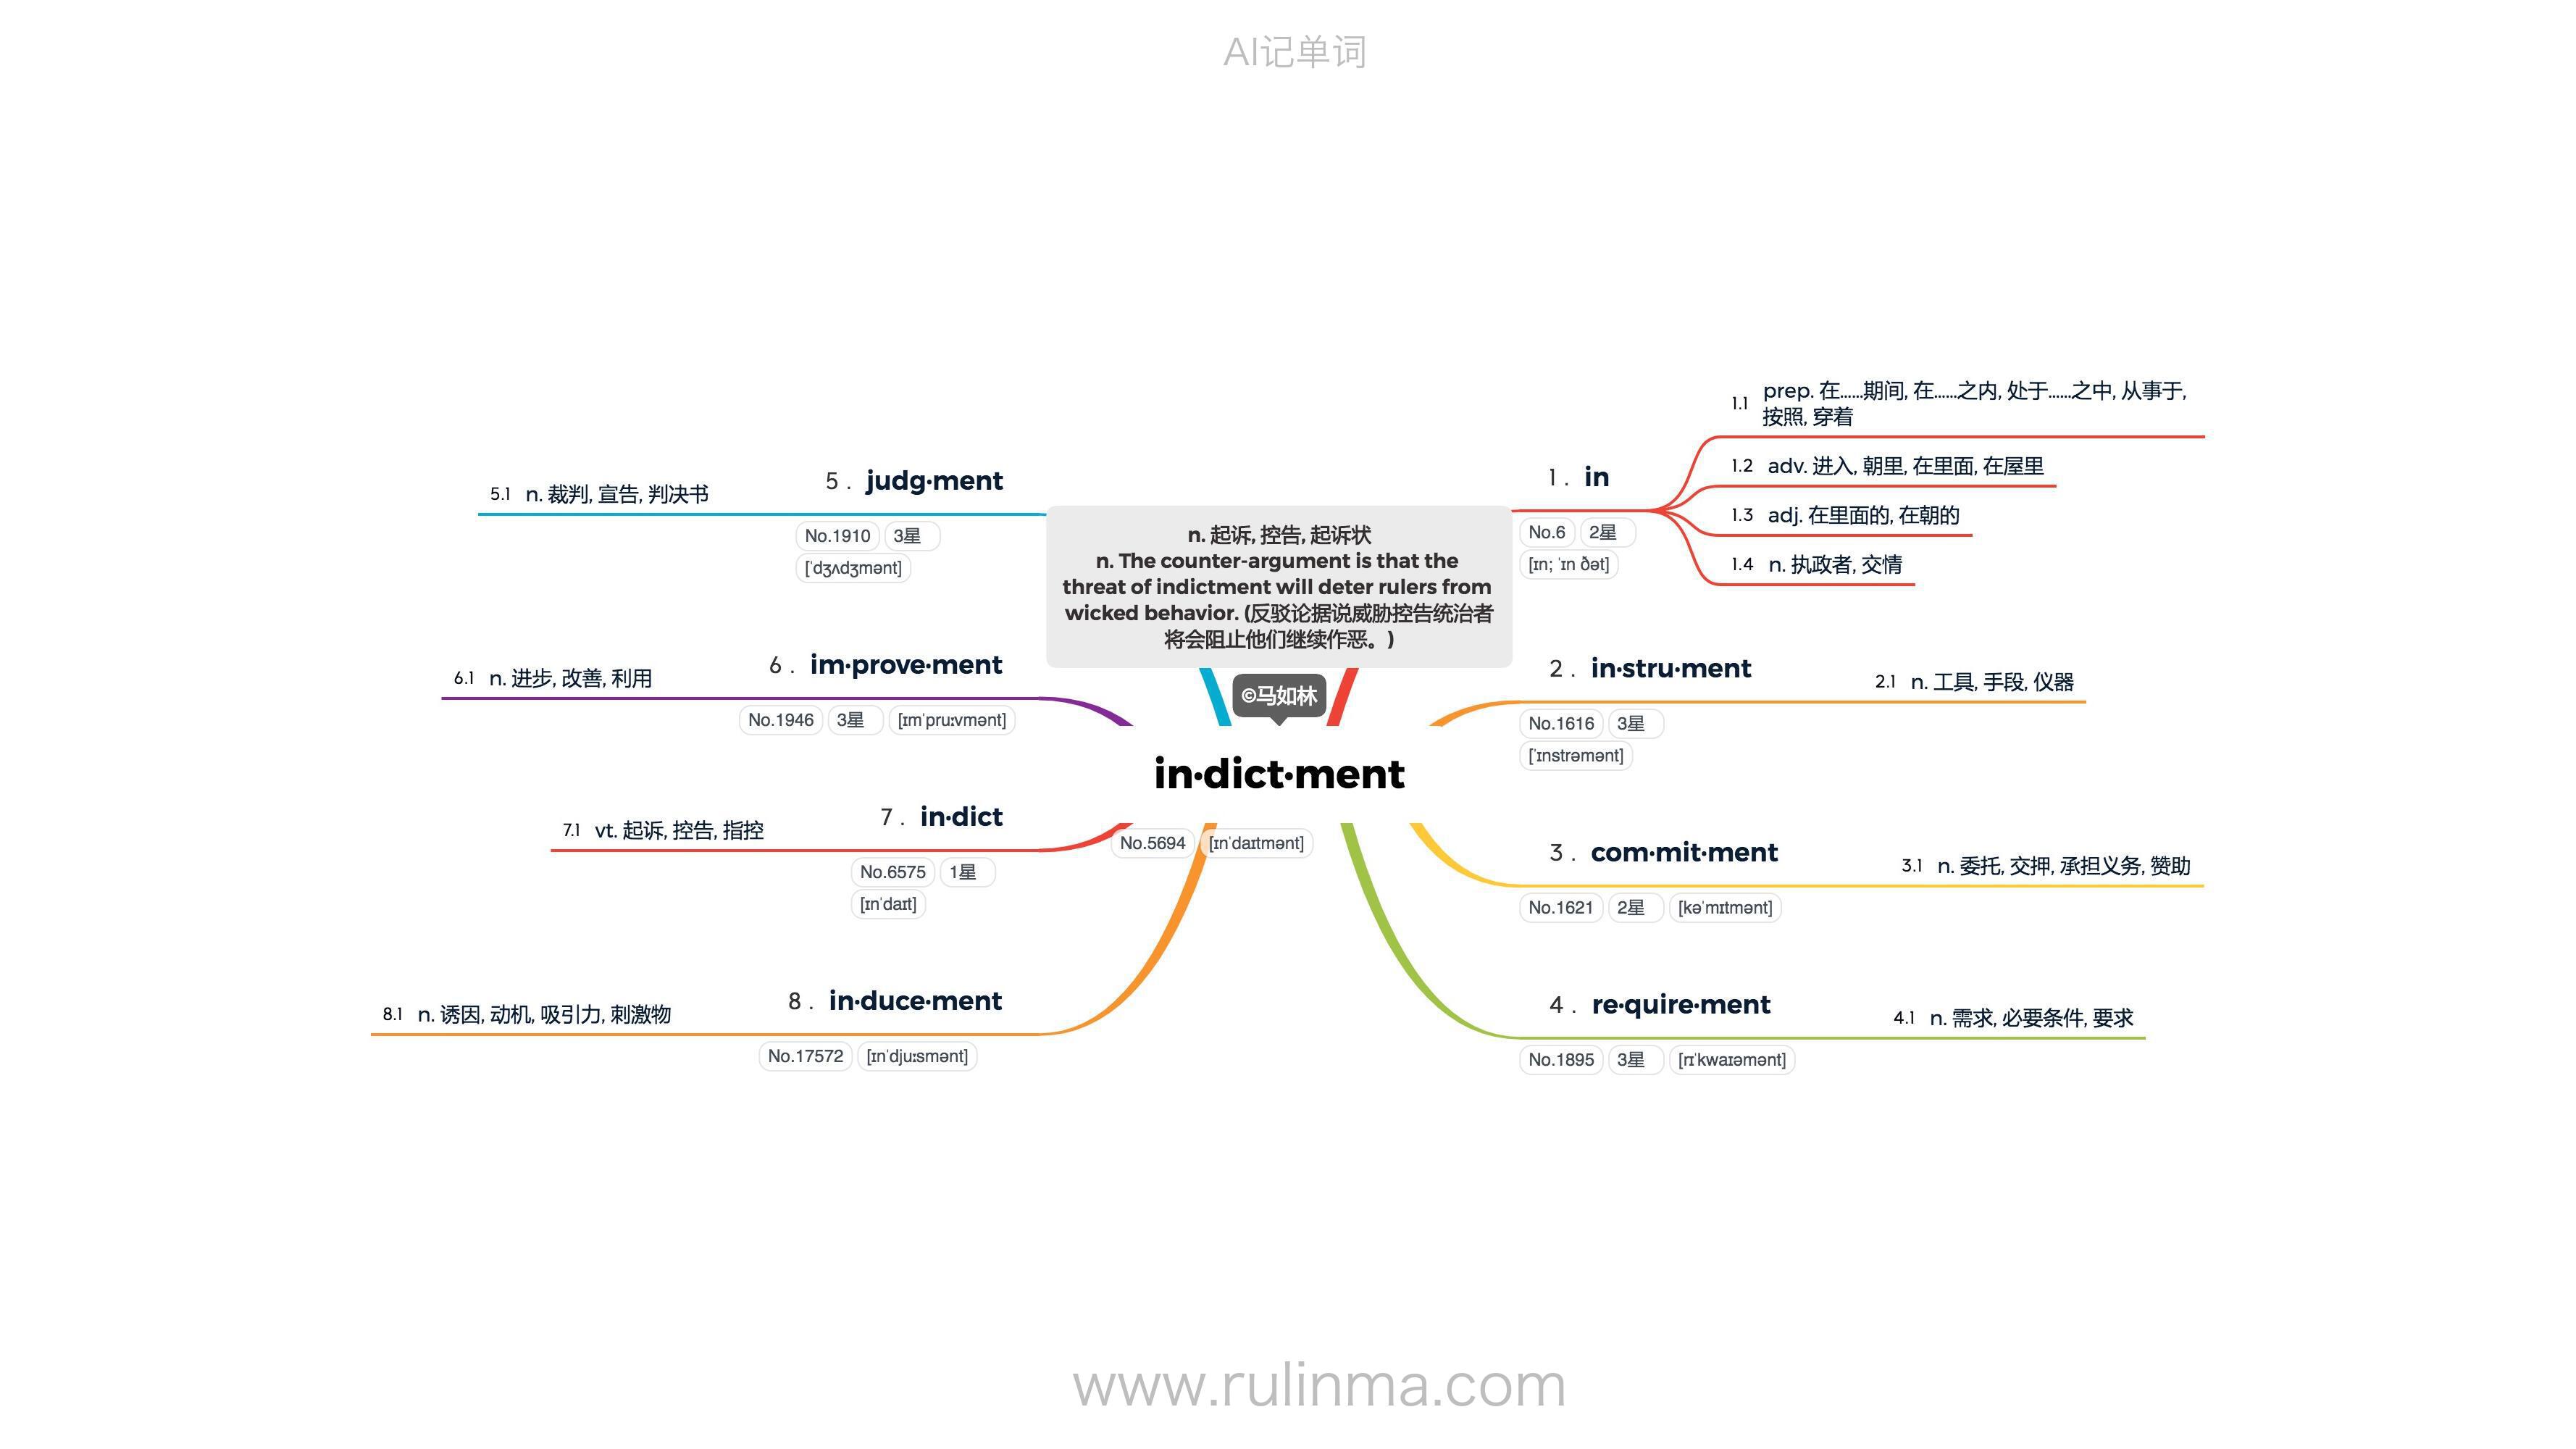 AI记单词
n. 起诉, 控告, 起诉状
n. The counter-argument is that the
threat of indictment will deter rulers from
wicked behavior. (反驳论据说威胁控告统治者
将会阻止他们继续作恶。)
©马如林
in·dict·ment
No.5694 [ɪnˈdaɪtmənt]
1 . in
No.6 2星
[ɪn; ˈɪn ðət]
1.1 prep. 在……期间, 在……之内, 处于……之中, 从事于,
按照, 穿着
1.2 adv. 进入, 朝里, 在里面, 在屋里
1.3 adj. 在里面的, 在朝的
1.4 n. 执政者, 交情
2 . in·stru·ment
No.1616 3星
[ˈɪnstrəmənt]
2.1 n. 工具, 手段, 仪器
3 . com·mit·ment
No.1621 2星 [kəˈmɪtmənt]
3.1 n. 委托, 交押, 承担义务, 赞助
4 . re·quire·ment
No.1895 3星 [rɪˈkwaɪəmənt]
4.1 n. 需求, 必要条件, 要求
5 . judg·ment
No.1910 3星
[ˈdʒʌdʒmənt]
5.1 n. 裁判, 宣告, 判决书
6 . im·prove·ment
No.1946 3星 [ɪmˈpruːvmənt]
6.1 n. 进步, 改善, 利用
7 . in·dict
No.6575 1星
[ɪnˈdaɪt]
7.1 vt. 起诉, 控告, 指控
8 . in·duce·ment
No.17572 [ɪnˈdjuːsmənt]
8.1 n. 诱因, 动机, 吸引力, 刺激物
www.rulinma.com